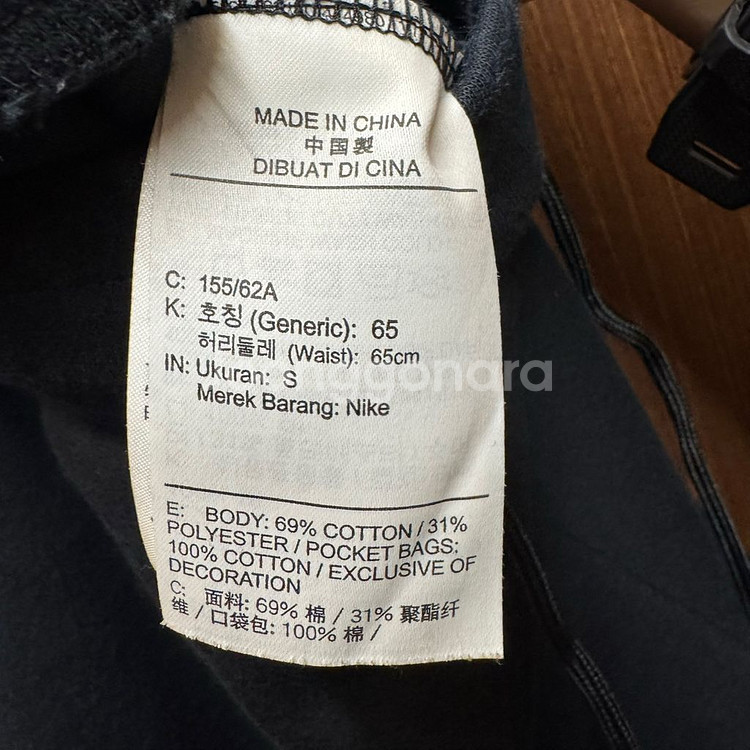 MADE IN CHINA
中国製
DIBUAT DI CINA
C: 155/62A
K: 호칭 (Generic): 65
허리둘레 (Waist): 65cm
IN: Ukuran: S
Merek Barang: Nike
E: BODY: 69% COTTON / 31%
POLYESTER / POCKET BAGS:
100% COTTON / EXCLUSIVE OF
DECORATION
C: 面料: 69% 棉 / 31% 聚酯纤
维 / 口袋包: 100% 棉 /